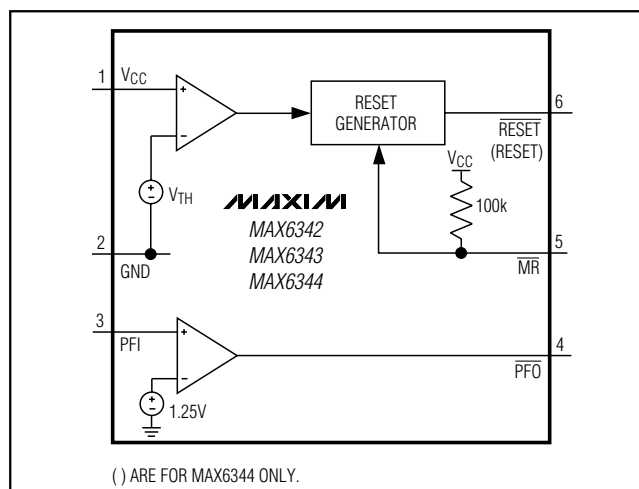 1 VCC
RESET
GENERATOR
6
RESET
(RESET)
+
−
+
−
VTH
VCC
100k
MAXIM
MAX6342
MAX6343
MAX6344
2
GND
5
MR
3
PFI
+
−
4
PFO
+
−
1.25V
( ) ARE FOR MAX6344 ONLY.